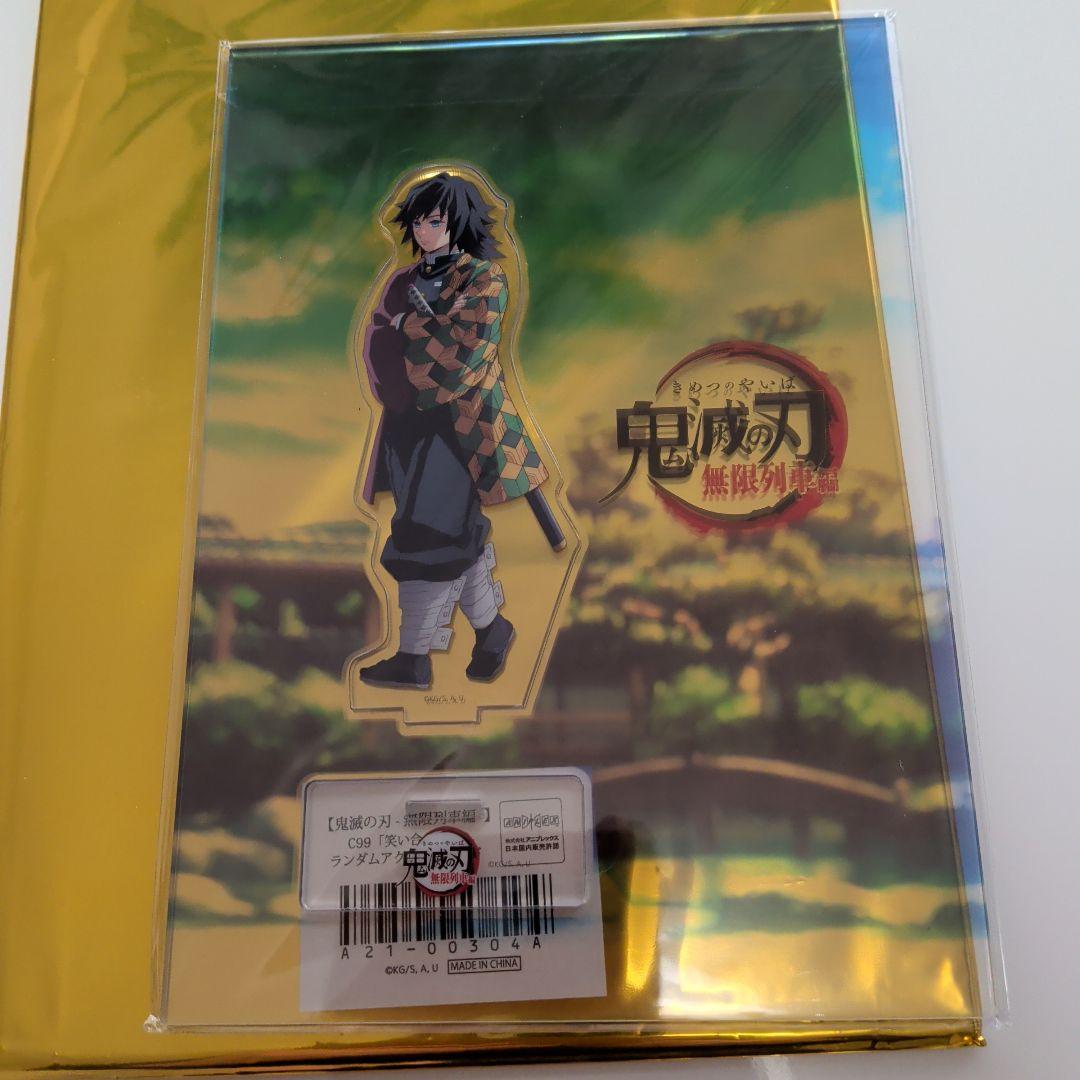 きめつのやいば
鬼滅の刃
無限列車編
©KG/S, A, U
【鬼滅の刃 - 無限列車編 】
C99「笑い合
ランダムアク
株式会社アニプレックス
日本国内販売許諾
©KG/S, A, U
きめつのやいば
鬼滅の刃
無限列車編
A21-00304A
©KG/S, A, U MADE IN CHINA